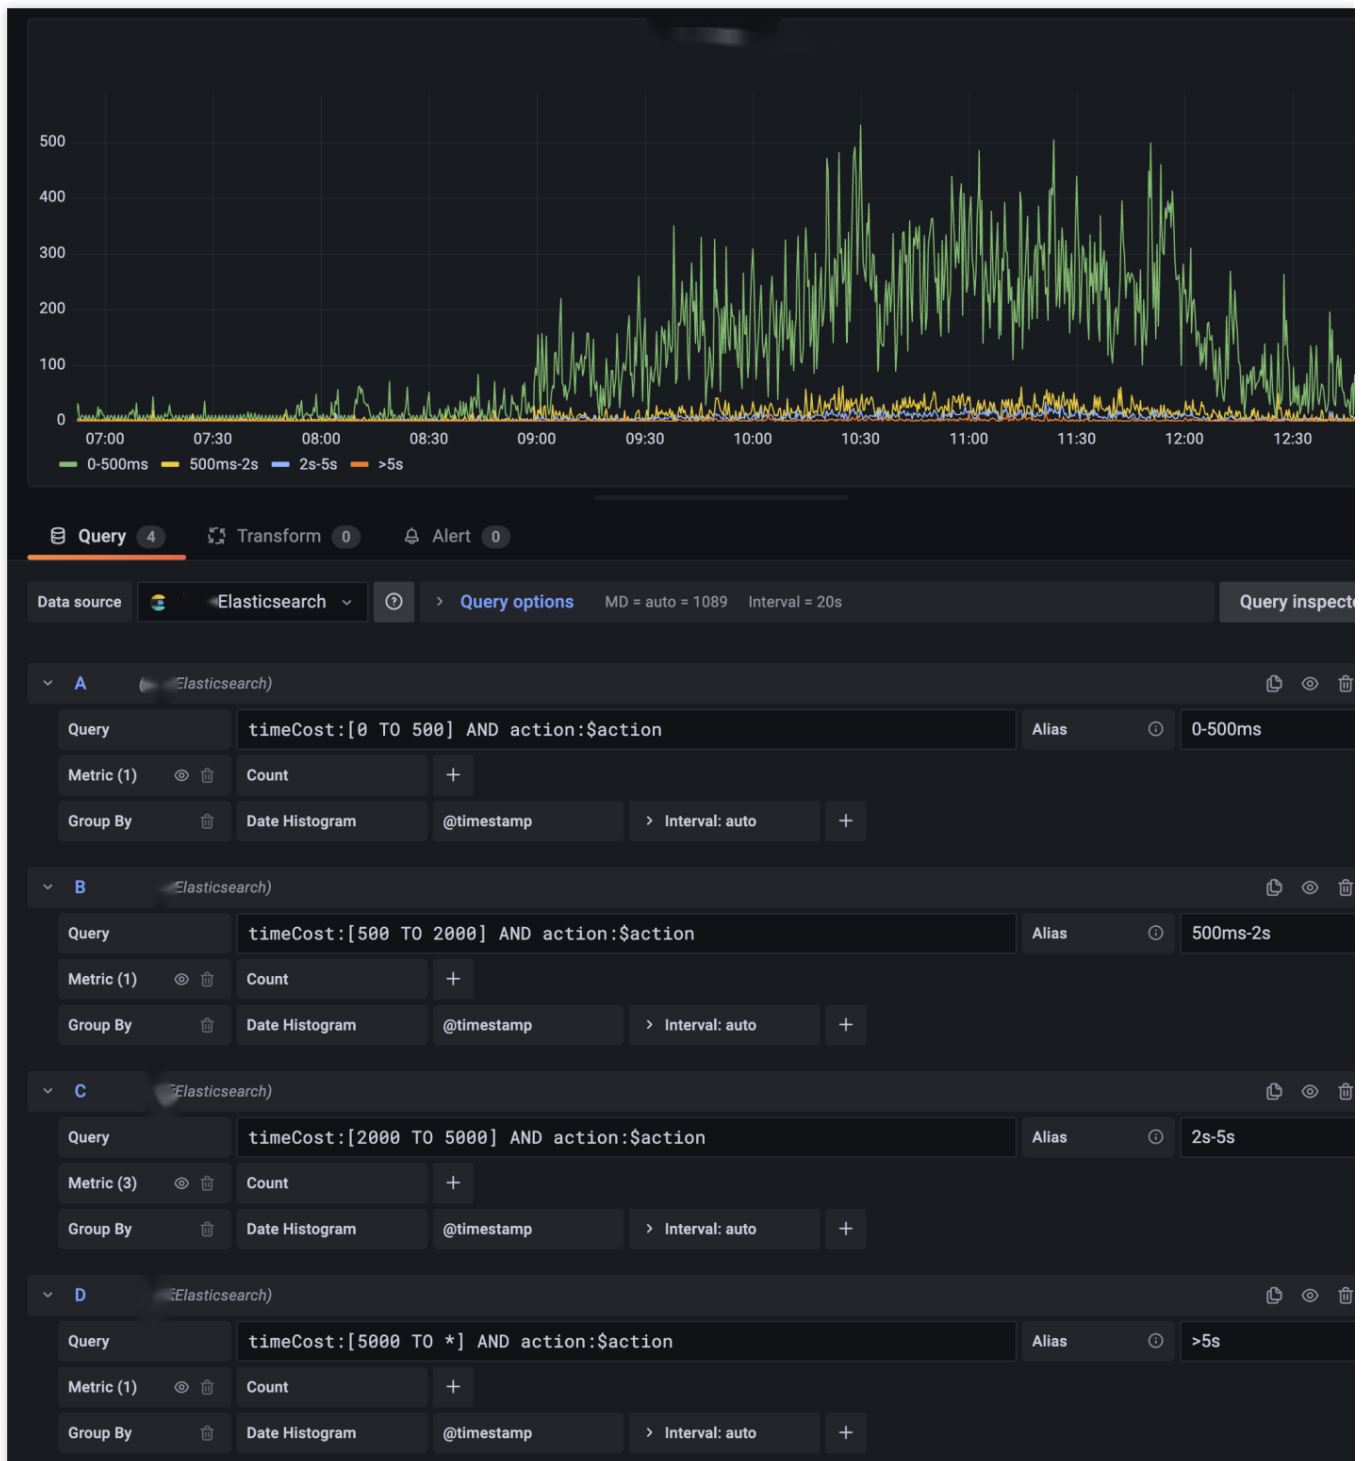 500
400
300
200
100
0
07:00 07:30 08:00 08:30 09:00 09:30 10:00 10:30 11:00 11:30 12:00 12:30
0-500ms 500ms-2s 2s-5s >5s
Query 4 Transform 0 Alert 0
Data source Elasticsearch Query options MD = auto = 1089 Interval = 20s Query inspecto
A Elasticsearch)
Query timeCost:[0 TO 500] AND action:$action Alias 0-500ms
Metric (1) Count +
Group By Date Histogram @timestamp > Interval: auto +
B Elasticsearch)
Query timeCost:[500 TO 2000] AND action:$action Alias 500ms-2s
Metric (1) Count +
Group By Date Histogram @timestamp > Interval: auto +
C Elasticsearch)
Query timeCost:[2000 TO 5000] AND action:$action Alias 2s-5s
Metric (3) Count +
Group By Date Histogram @timestamp > Interval: auto +
D Elasticsearch)
Query timeCost:[5000 TO *] AND action:$action Alias >5s
Metric (1) Count +
Group By Date Histogram @timestamp > Interval: auto +